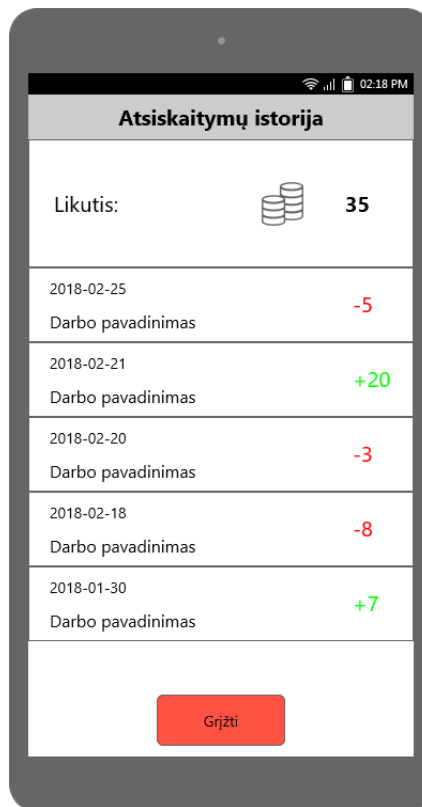 02:18 PM
Atsiskaitymų istorija
Likutis: 35
2018-02-25
Darbo pavadinimas
-5
2018-02-21
Darbo pavadinimas
+20
2018-02-20
Darbo pavadinimas
-3
2018-02-18
Darbo pavadinimas
-8
2018-01-30
Darbo pavadinimas
+7
Grįžti